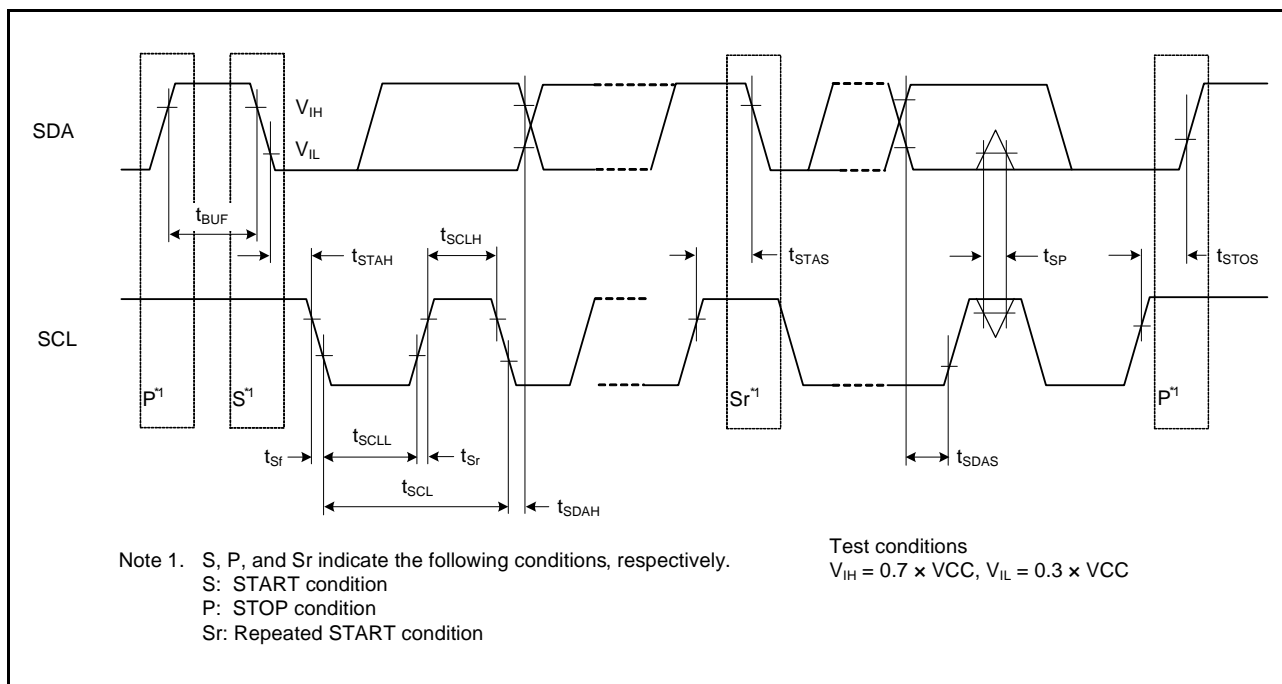 SDA
V_IH
V_IL
t_BUF
t_STAH
t_SCLH
t_STAS
t_SP
t_STOS
SCL
P*1
S*1
Sr*1
P*1
t_Sf
t_SCLL
t_Sr
t_SCL
t_SDAH
t_SDAS
Note 1. S, P, and Sr indicate the following conditions, respectively.
S: START condition
P: STOP condition
Sr: Repeated START condition
Test conditions
V_IH = 0.7 × VCC, V_IL = 0.3 × VCC